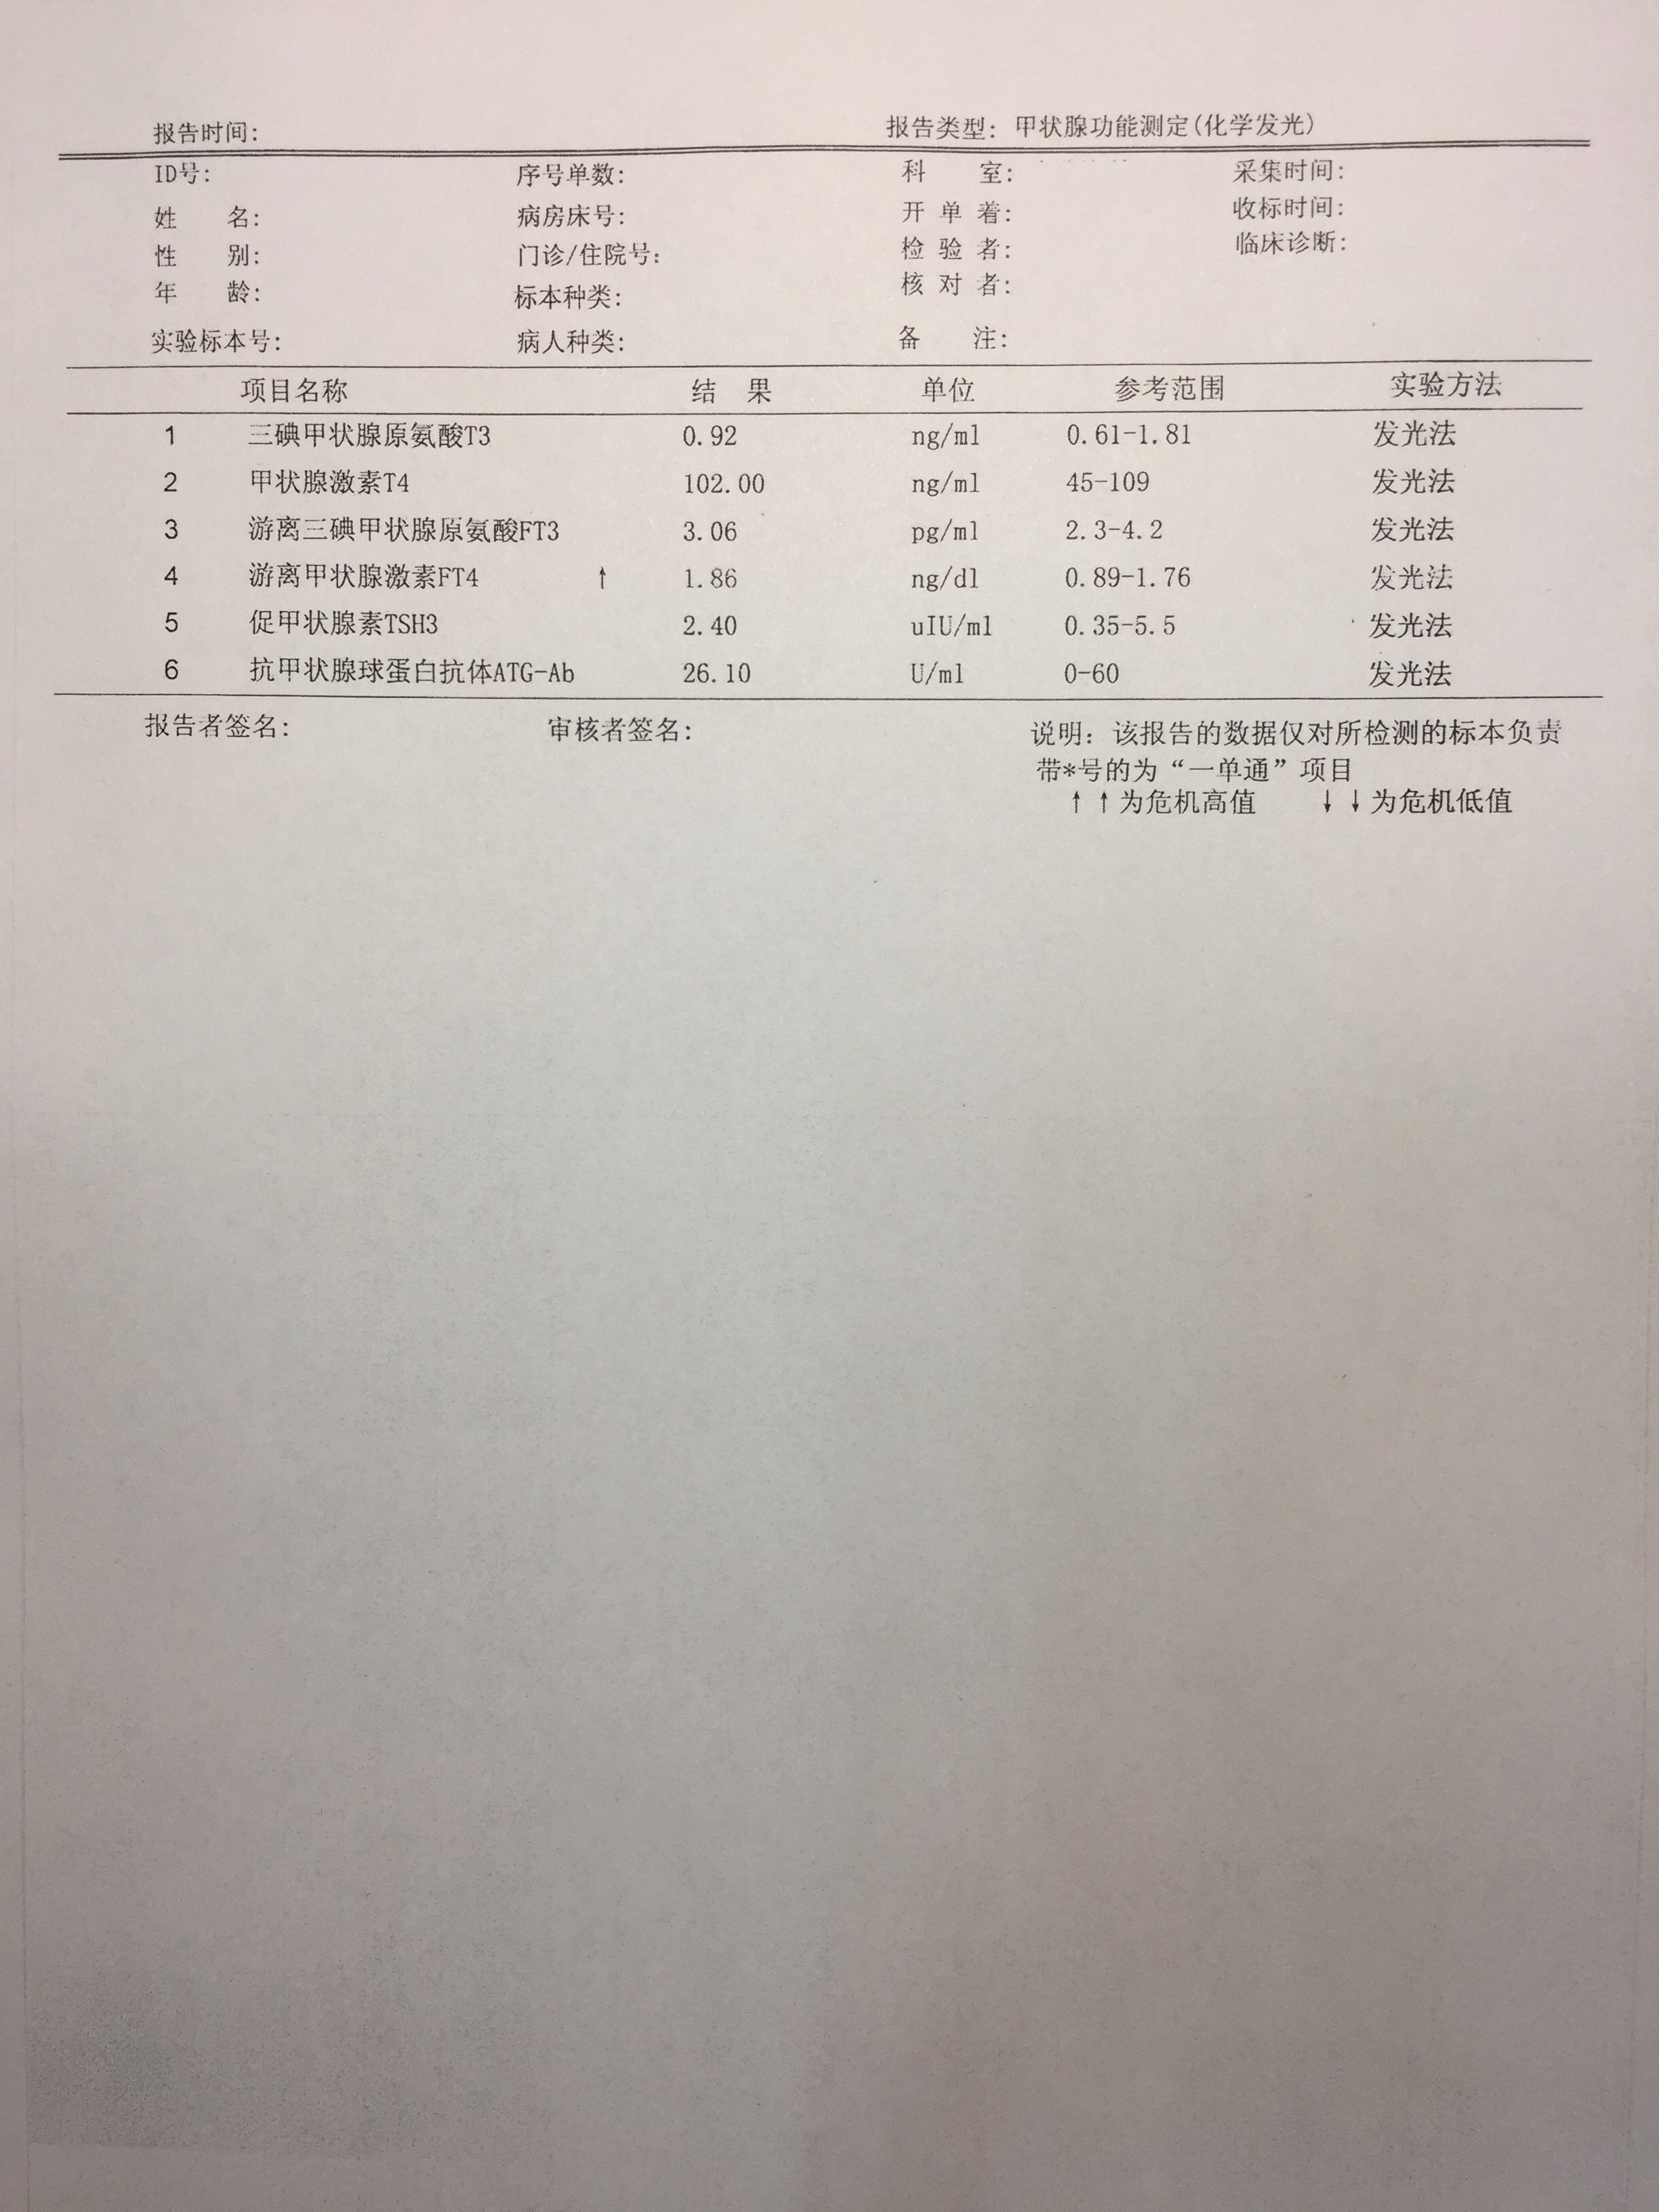 报告时间: 报告类型: 甲状腺功能测定(化学发光)
ID号: 序号单数: 科 室: 采集时间:
姓 名: 病房床号: 开 单 着: 收标时间:
性 别: 门诊/住院号: 检 验 者: 临床诊断:
年 龄: 标本种类: 核 对 者:
实验标本号: 病人种类: 备 注:
项目名称 结 果 单位 参考范围 实验方法
1 三碘甲状腺原氨酸T3 0.92 ng/ml 0.61-1.81 发光法
2 甲状腺激素T4 102.00 ng/ml 45-109 发光法
3 游离三碘甲状腺原氨酸FT3 3.06 pg/ml 2.3-4.2 发光法
4 游离甲状腺激素FT4 ↑ 1.86 ng/dl 0.89-1.76 发光法
5 促甲状腺素TSH3 2.40 uIU/ml 0.35-5.5 发光法
6 抗甲状腺球蛋白抗体ATG-Ab 26.10 U/ml 0-60 发光法
报告者签名: 审核者签名: 说明: 该报告的数据仅对所检测的标本负责
带*号的为“一单通”项目
↑↑为危机高值 ↓↓为危机低值